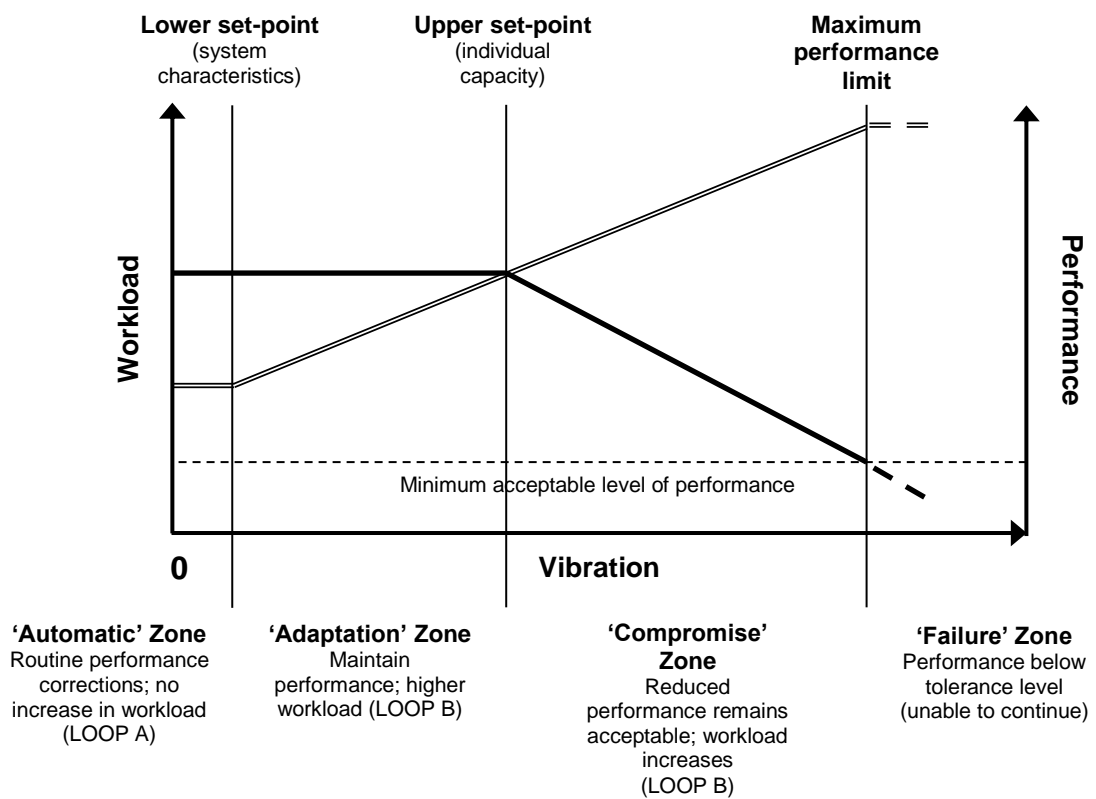 Lower set-point
(system
characteristics)
Upper set-point
(individual
capacity)
Maximum
performance
limit
Workload
Performance
Minimum acceptable level of performance
0
Vibration
‘Automatic’ Zone
Routine performance
corrections; no
increase in workload
(LOOP A)
‘Adaptation’ Zone
Maintain
performance; higher
workload (LOOP B)
‘Compromise’
Zone
Reduced
performance remains
acceptable; workload
increases
(LOOP B)
‘Failure’ Zone
Performance below
tolerance level
(unable to continue)